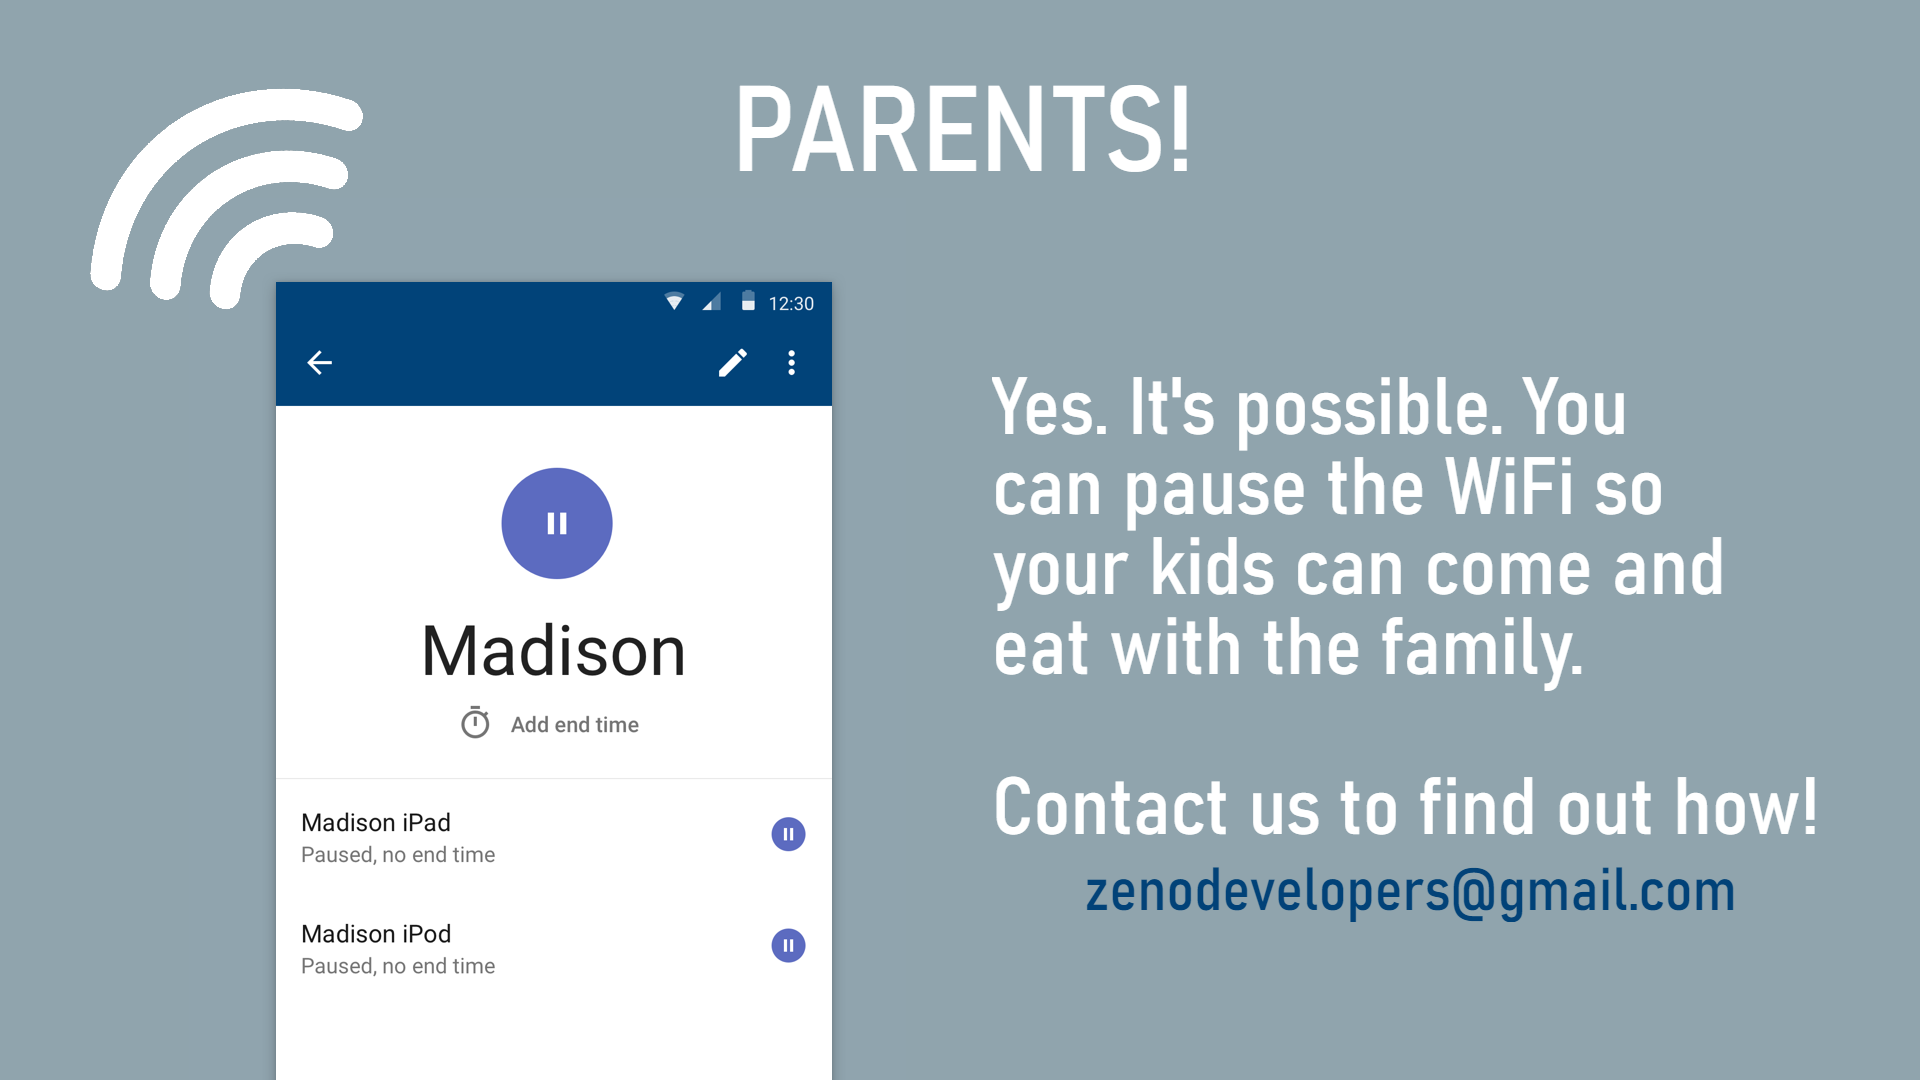 PARENTS!
12:30
Madison
Add end time
Madison iPad
Paused, no end time
Madison iPod
Paused, no end time
Yes. It's possible. You
can pause the WiFi so
your kids can come and
eat with the family.
Contact us to find out how!
zenodevelopers@gmail.com